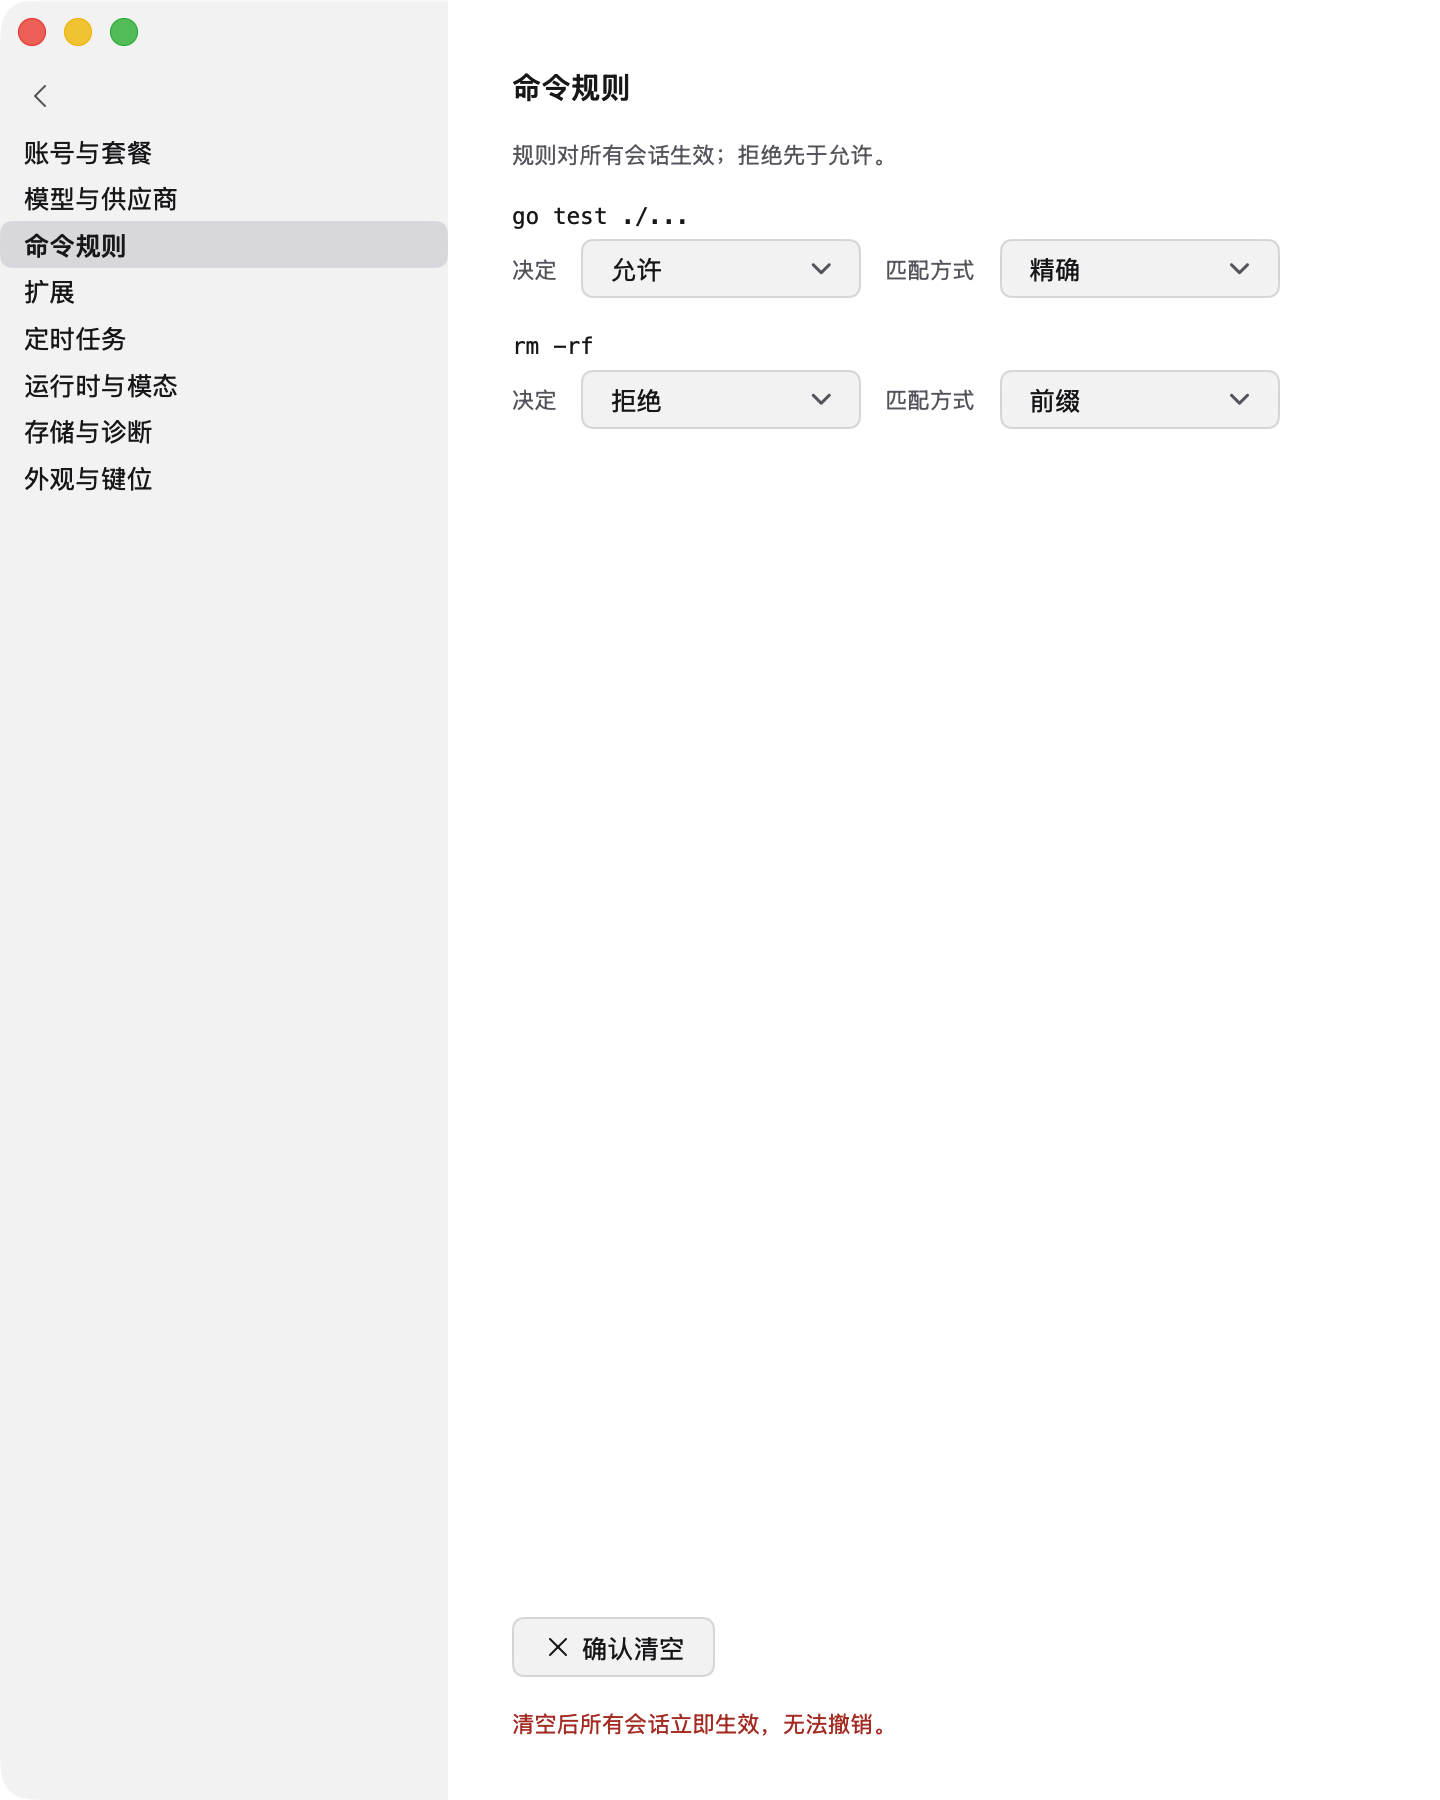 账号与套餐
模型与供应商
命令规则
扩展
定时任务
运行时与模态
存储与诊断
外观与键位
命令规则
规则对所有会话生效；拒绝先于允许。
go test ./...
决定 允许 匹配方式 精确
rm -rf
决定 拒绝 匹配方式 前缀
确认清空
清空后所有会话立即生效，无法撤销。